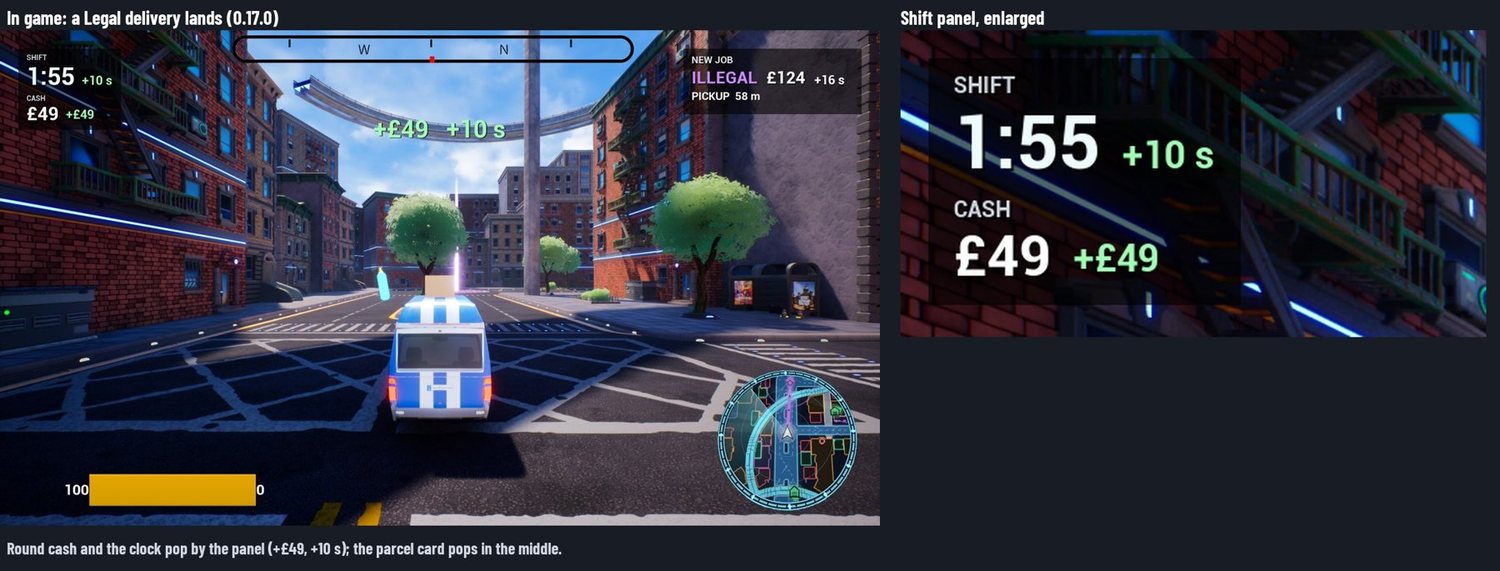 In game: a Legal delivery lands (0.17.0)
Shift panel, enlarged
W N
SHIFT
1:55 +10 s
CASH
£49 +£49
NEW JOB
ILLEGAL £124 +16 s
PICKUP 58 m
+£49 +10 s
100 0
SHIFT
1:55 +10 s
CASH
£49 +£49
Round cash and the clock pop by the panel (+£49, +10 s); the parcel card pops in the middle.